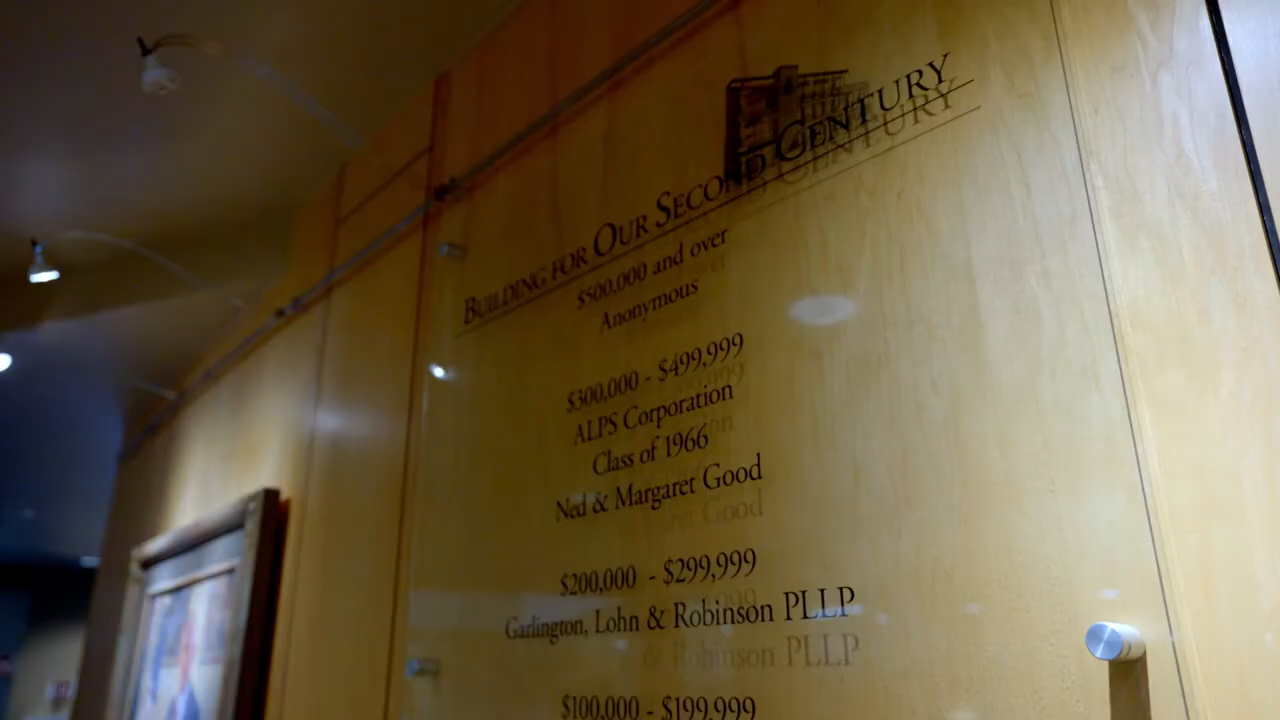 BUILDING FOR OUR SECOND CENTURY
$500,000 and over
Anonymous
$300,000 - $499,999
ALPS Corporation
Class of 1966
Ned & Margaret Good
$200,000 - $299,999
Garlington, Lohn & Robinson PLLP
$100,000 - $199,999